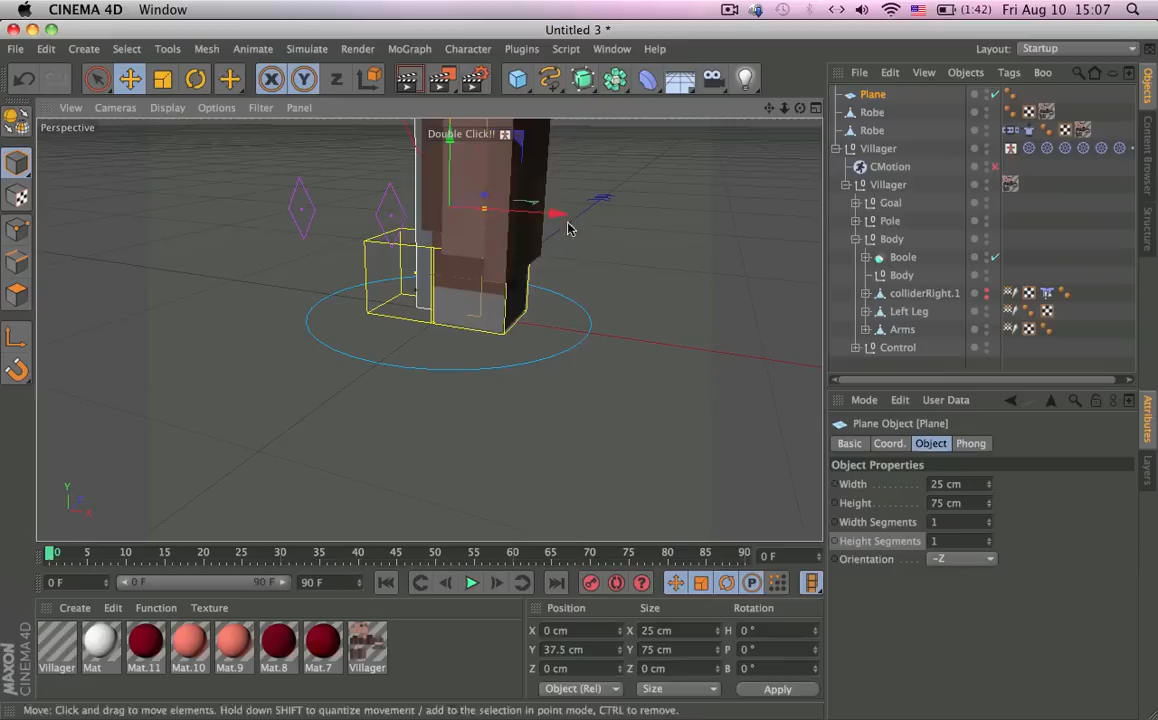 CINEMA 4D Window (1:42) Fri Aug 10 15:07
Untitled 3 *
File Edit Create Select Tools Mesh Animate Simulate Render MoGraph Character Plugins Script Window Help Layout: Startup
X Y Z
File Edit View Objects Tags Boo
View Cameras Display Options Filter Panel
Perspective
Double Click!!
Y
Z
X
Plane
Robe
Robe
Villager
CMotion
Villager
Goal
Pole
Body
Boole
Body
colliderRight.1
Left Leg
Arms
Control
Objects
Content Browser
Structure
Mode Edit User Data
Plane Object [Plane]
Basic Coord. Object Phong
Object Properties
Width 25 cm
Height 75 cm
Width Segments 1
Height Segments 1
Orientation -Z
Attributes
Layers
0 5 10 15 20 25 30 35 40 45 50 55 60 65 70 75 80 85 90 0 F
0 F 0 F 90 F 90 F
P
Create Edit Function Texture
Villager Mat Mat.11 Mat.10 Mat.9 Mat.8 Mat.7 Villager
Position Size Rotation
X 0 cm X 25 cm H 0 °
Y 37.5 cm Y 75 cm P 0 °
Z 0 cm Z 0 cm B 0 °
Object (Rel) Size Apply
MAXON CINEMA 4D
Move: Click and drag to move elements. Hold down SHIFT to quantize movement / add to the selection in point mode, CTRL to remove.